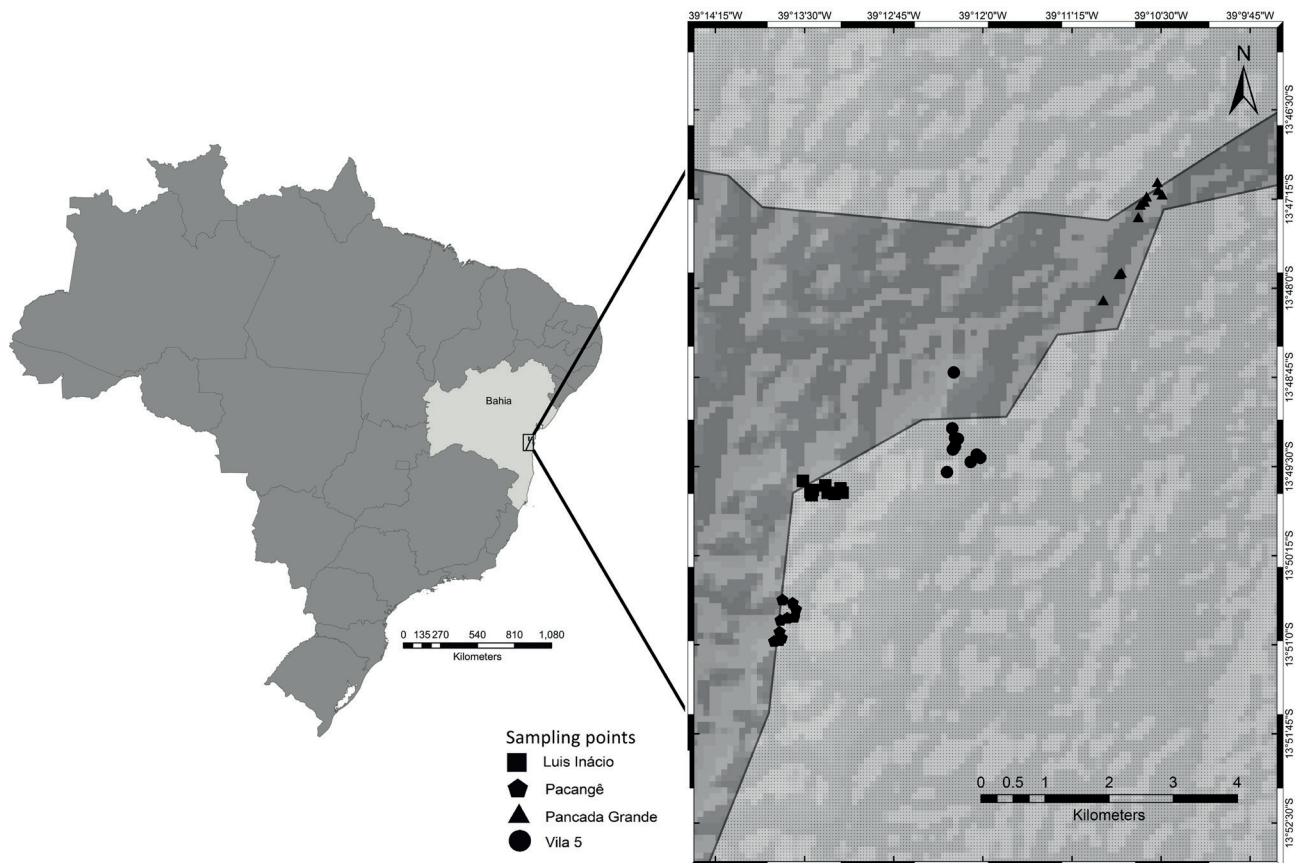 39°14'15"W 39°13'30"W 39°12'45"W 39°12'0"W 39°11'15"W 39°10'30"W 39°9'45"W
N
13°46'30"S
13°47'15"S
13°48'0"S
13°48'45"S
13°49'30"S
13°50'15"S
13°51'0"S
13°51'45"S
13°52'30"S
Bahia
0 135 270 540 810 1,080
Kilometers
Sampling points
Luis Inácio
Pacangê
Pancada Grande
Vila 5
0 0.5 1 2 3 4
Kilometers